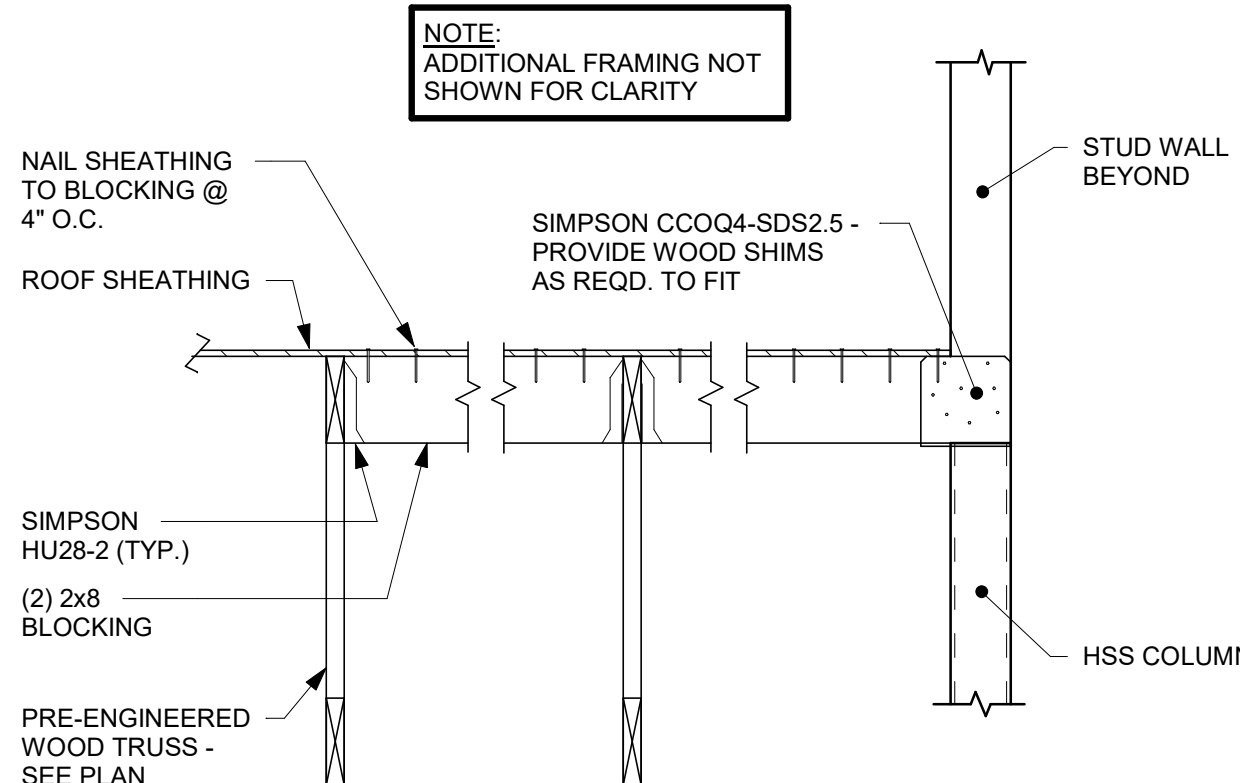 NOTE:
ADDITIONAL FRAMING NOT
SHOWN FOR CLARITY
NAIL SHEATHING
TO BLOCKING @
4" O.C.
ROOF SHEATHING
SIMPSON CCOQ4-SDS2.5 -
PROVIDE WOOD SHIMS
AS REQD. TO FIT
STUD WALL
BEYOND
SIMPSON
HU28-2 (TYP.)
(2) 2x8
BLOCKING
PRE-ENGINEERED
WOOD TRUSS -
SEE PLAN
HSS COLUMN